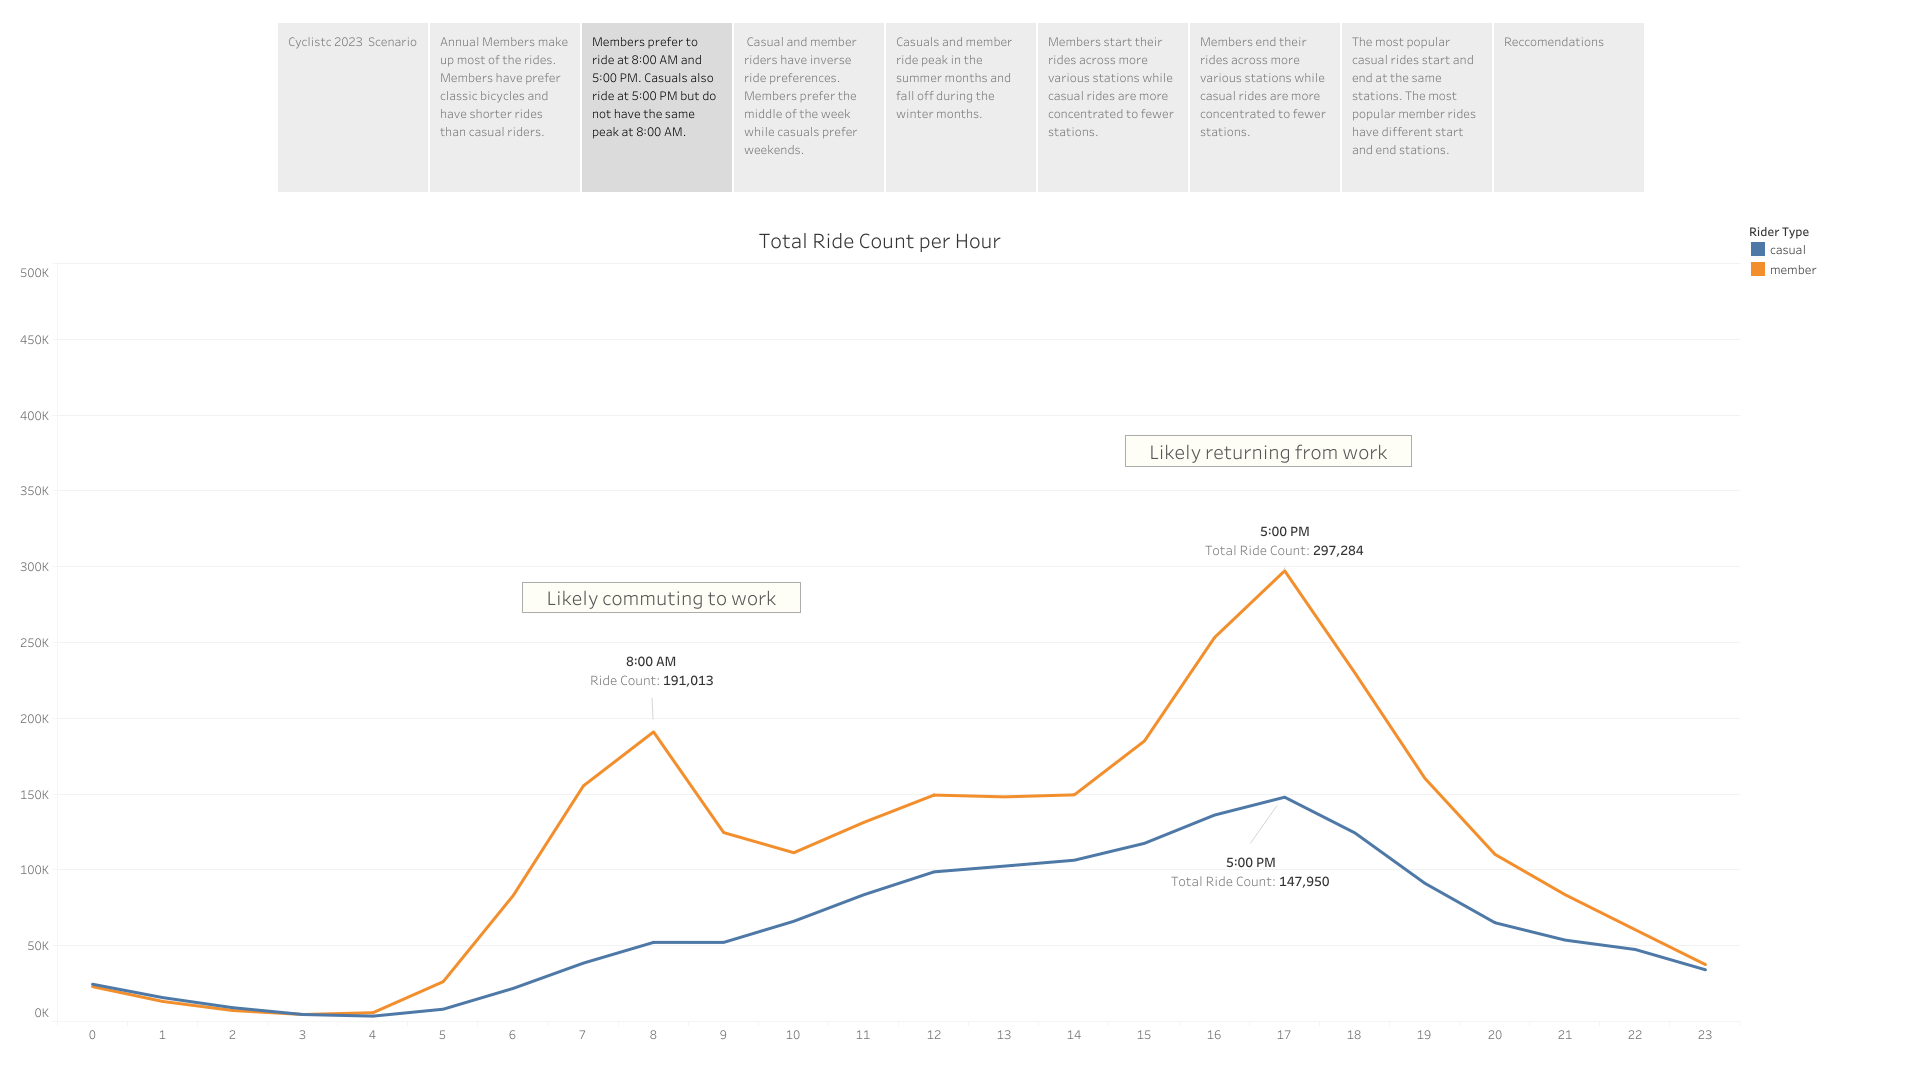 Cyclistc 2023  Scenario
Annual Members make
up most of the rides.
Members have prefer
classic bicycles and
have shorter rides
than casual riders.
Members prefer to
ride at 8:00 AM and
5:00 PM. Casuals also
ride at 5:00 PM but do
not have the same
peak at 8:00 AM.
Casual and member
riders have inverse
ride preferences.
Members prefer the
middle of the week
while casuals prefer
weekends.
Casuals and member
ride peak in the
summer months and
fall off during the
winter months.
Members start their
rides across more
various stations while
casual rides are more
concentrated to fewer
stations.
Members end their
rides across more
various stations while
casual rides are more
concentrated to fewer
stations.
The most popular
casual rides start and
end at the same
stations. The most
popular member rides
have different start
and end stations.
Reccomendations
Total Ride Count per Hour
Rider Type
casual
member
500K
450K
400K
350K
300K
250K
200K
150K
100K
50K
0K
Likely returning from work
5:00 PM
Total Ride Count: 297,284
Likely commuting to work
8:00 AM
Ride Count: 191,013
5:00 PM
Total Ride Count: 147,950
0 1 2 3 4 5 6 7 8 9 10 11 12 13 14 15 16 17 18 19 20 21 22 23